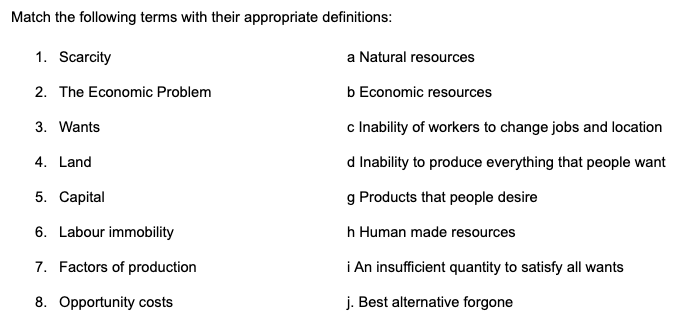 Match the following terms with their appropriate definitions:
1. Scarcity a Natural resources
2. The Economic Problem b Economic resources
3. Wants c Inability of workers to change jobs and location
4. Land d Inability to produce everything that people want
5. Capital g Products that people desire
6. Labour immobility h Human made resources
7. Factors of production i An insufficient quantity to satisfy all wants
8. Opportunity costs j. Best alternative forgone